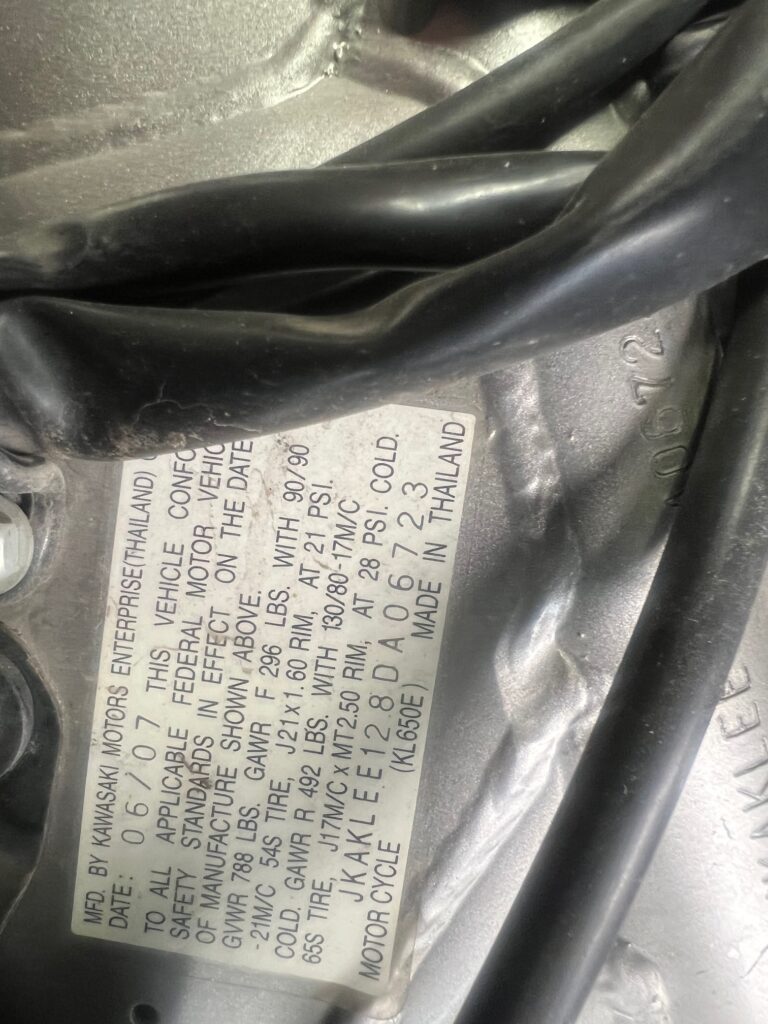 MFD. BY KAWASAKI MOTORS ENTERPRISE(THAILAND)
DATE: 06/07 THIS VEHICLE CONFO
TO ALL APPLICABLE FEDERAL MOTOR VEHIC
SAFETY STANDARDS IN EFFECT ON THE DATE
OF MANUFACTURE SHOWN ABOVE.
GVWR 788 LBS. GAWR F 296 LBS. WITH 90/90
-21M/C 54S TIRE, J21x1.60 RIM, AT 21 PSI.
COLD. GAWR R 492 LBS. WITH 130/80-17M/C
65S TIRE, J17M/C x MT2.50 RIM, AT 28 PSI. COLD.
JKAKLEE128DA06723
MOTOR CYCLE (KL650E) MADE IN THAILAND
AKLEE
0672